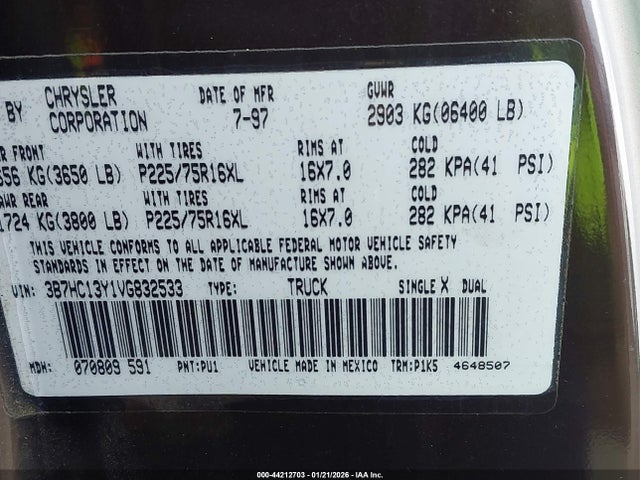 BY CHRYSLER CORPORATION DATE OF MFR 7-97 GVWR 2903 KG(06400 LB)
FRONT WITH TIRES RIMS AT COLD
656 KG(3650 LB) P225/75R16XL 16X7.0 282 KPA(41 PSI)
REAR WITH TIRES RIMS AT COLD
1724 KG(3800 LB) P225/75R16XL 16X7.0 282 KPA(41 PSI)
THIS VEHICLE CONFORMS TO ALL APPLICABLE FEDERAL MOTOR VEHICLE SAFETY
STANDARDS IN EFFECT ON THE DATE OF MANUFACTURE SHOWN ABOVE.
VIN: 3B7HC13Y1VG832533 TYPE: TRUCK SINGLE X DUAL
MDH: 070809 591 PNT:PU1 VEHICLE MADE IN MEXICO TRM:P1K5 4648507
000-44212703 - 01/21/2026 - IAA Inc.